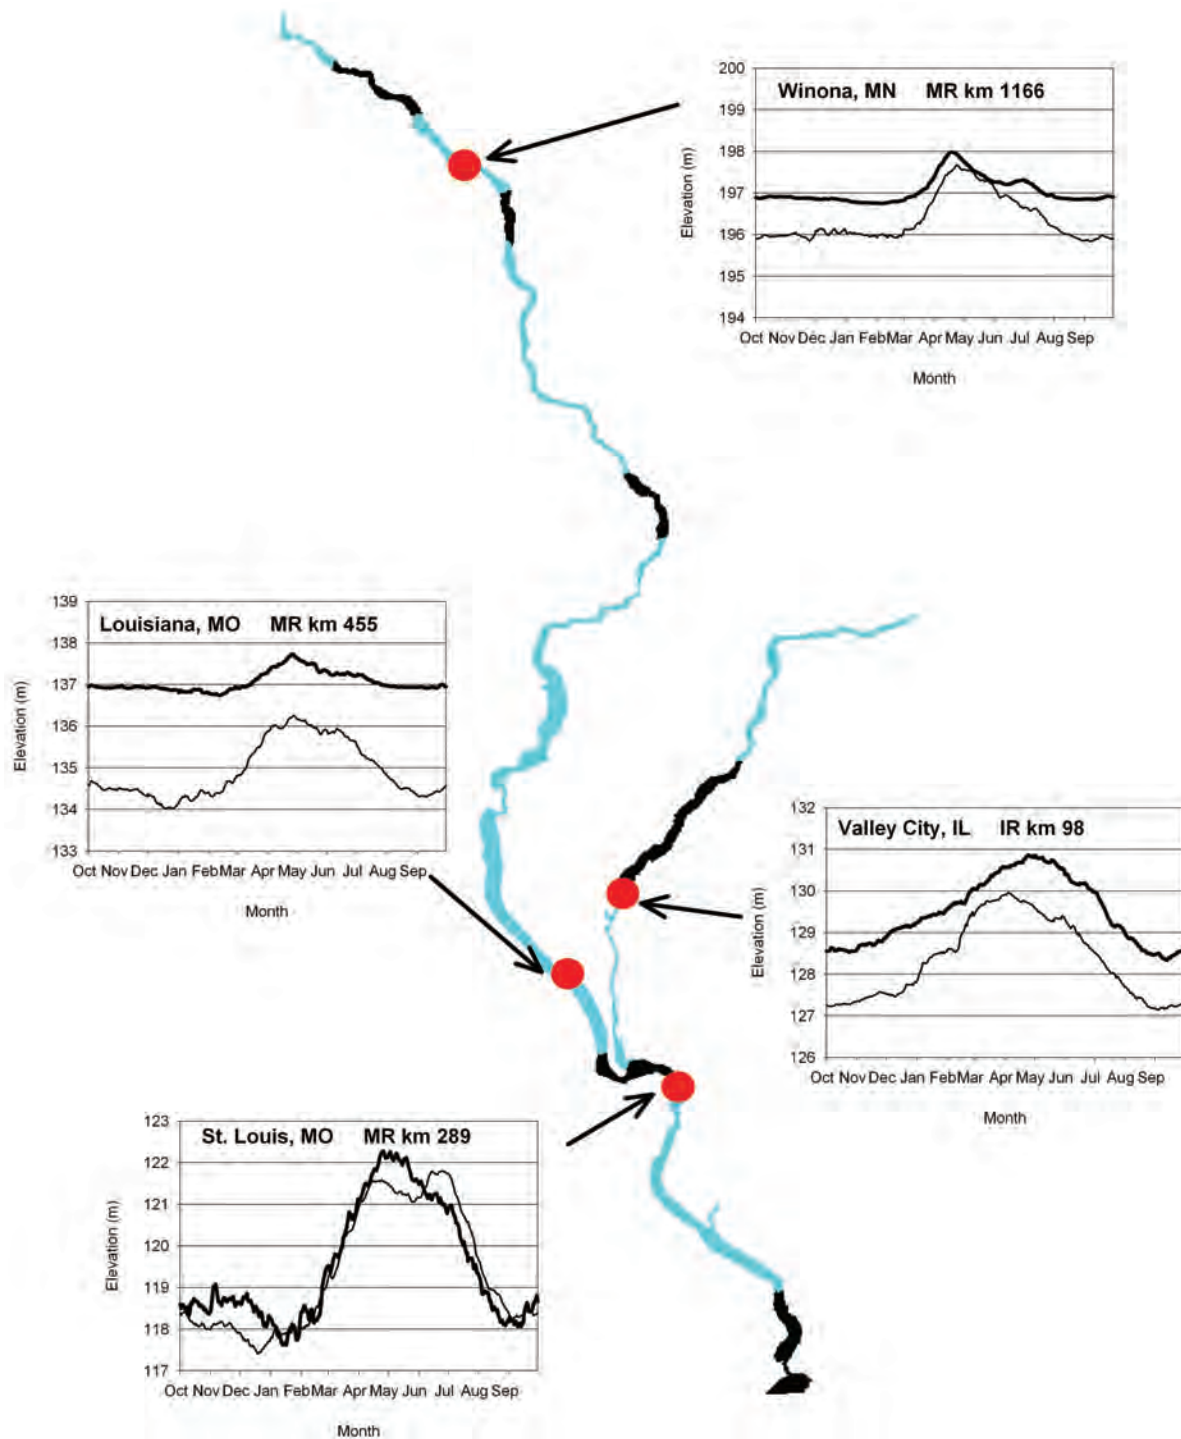 Winona, MN MR km 1166
200
199
198
197
196
195
194
Elevation (m)
Oct Nov Dec Jan Feb Mar Apr May Jun Jul Aug Sep
Month
Louisiana, MO MR km 455
139
138
137
136
135
134
133
Elevation (m)
Oct Nov Dec Jan Feb Mar Apr May Jun Jul Aug Sep
Month
Valley City, IL IR km 98
132
131
130
129
128
127
126
Elevation (m)
Oct Nov Dec Jan Feb Mar Apr May Jun Jul Aug Sep
Month
St. Louis, MO MR km 289
123
122
121
120
119
118
117
Elevation (m)
Oct Nov Dec Jan Feb Mar Apr May Jun Jul Aug Sep
Month